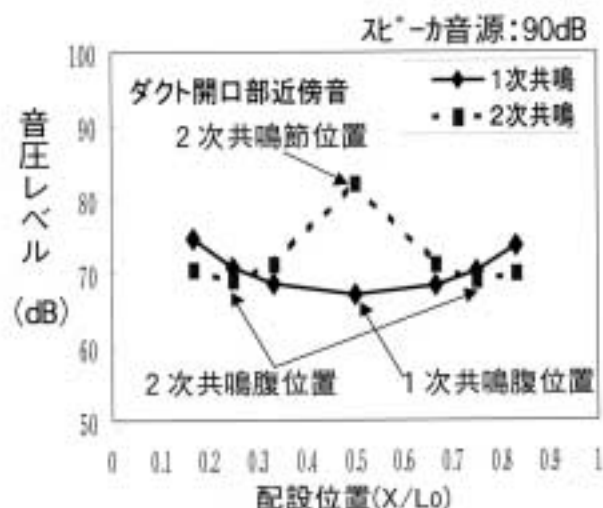 スピーカ音源:90dB
100
90
80
70
60
50
音圧レベル
(dB)
ダクト開口部近傍音
1次共鳴
2次共鳴
2次共鳴節位置
2次共鳴腹位置
1次共鳴腹位置
0 0.1 0.2 0.3 0.4 0.5 0.6 0.7 0.8 0.9 1
配設位置(X/Lo)